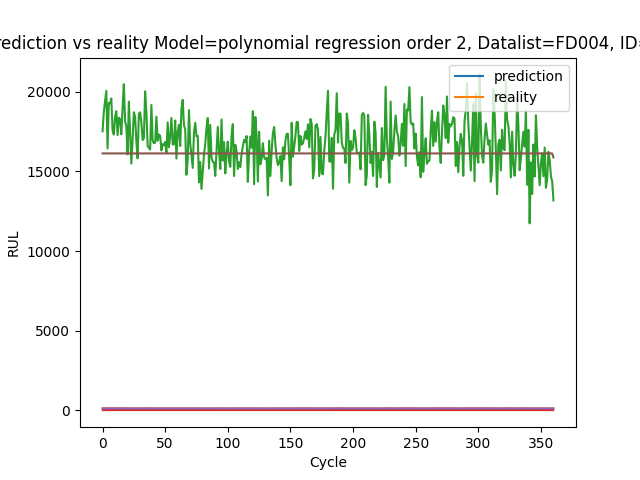 rediction vs reality Model=polynomial regression order 2, Datalist=FD004, ID=
prediction
reality
RUL
20000
15000
10000
5000
0
0 50 100 150 200 250 300 350
Cycle